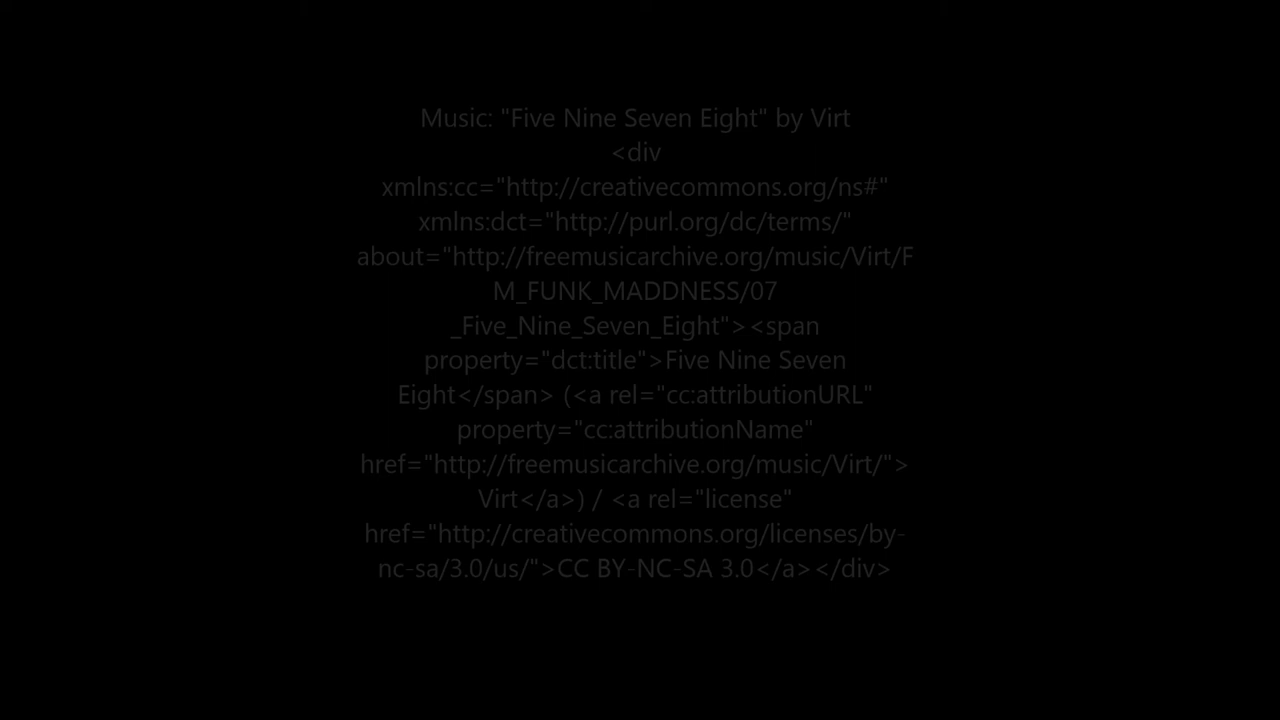 Music: "Five Nine Seven Eight" by Virt
<div
xmlns:cc="http://creativecommons.org/ns#"
xmlns:dct="http://purl.org/dc/terms/"
about="http://freemusicarchive.org/music/Virt/F
M_FUNK_MADDNESS/07
_Five_Nine_Seven_Eight"><span
property="dct:title">Five Nine Seven
Eight</span> (<a rel="cc:attributionURL"
property="cc:attributionName"
href="http://freemusicarchive.org/music/Virt/">
Virt</a>) / <a rel="license"
href="http://creativecommons.org/licenses/by-
nc-sa/3.0/us/">CC BY-NC-SA 3.0</a></div>